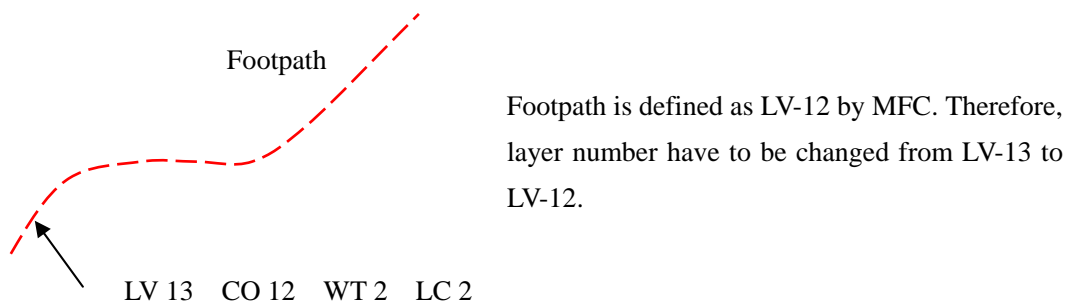 Footpath
Footpath is defined as LV-12 by MFC. Therefore,
layer number have to be changed from LV-13 to
LV-12.
LV 13 CO 12 WT 2 LC 2